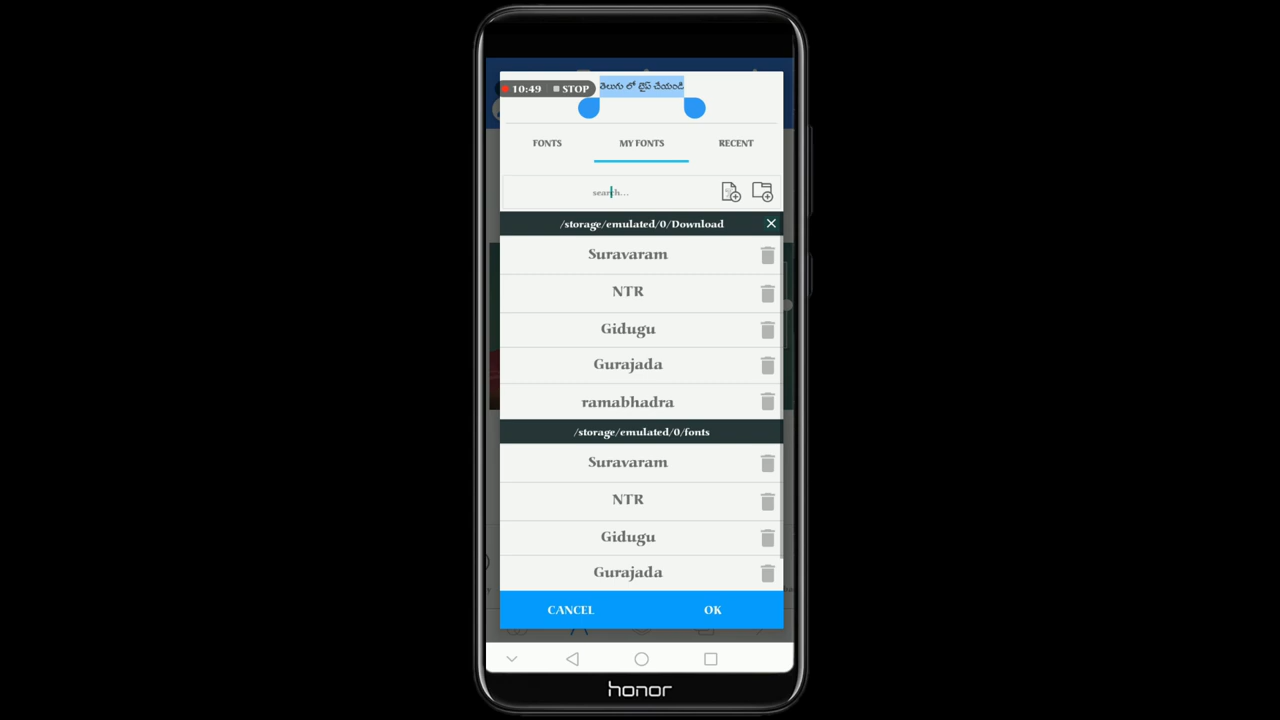 తెలుగు లో టైప్ చేయండి
10:49 STOP
FONTS MY FONTS RECENT
search...
/storage/emulated/0/Download
Suravaram
NTR
Gidugu
Gurajada
ramabhadra
/storage/emulated/0/fonts
Suravaram
NTR
Gidugu
Gurajada
CANCEL OK
honor